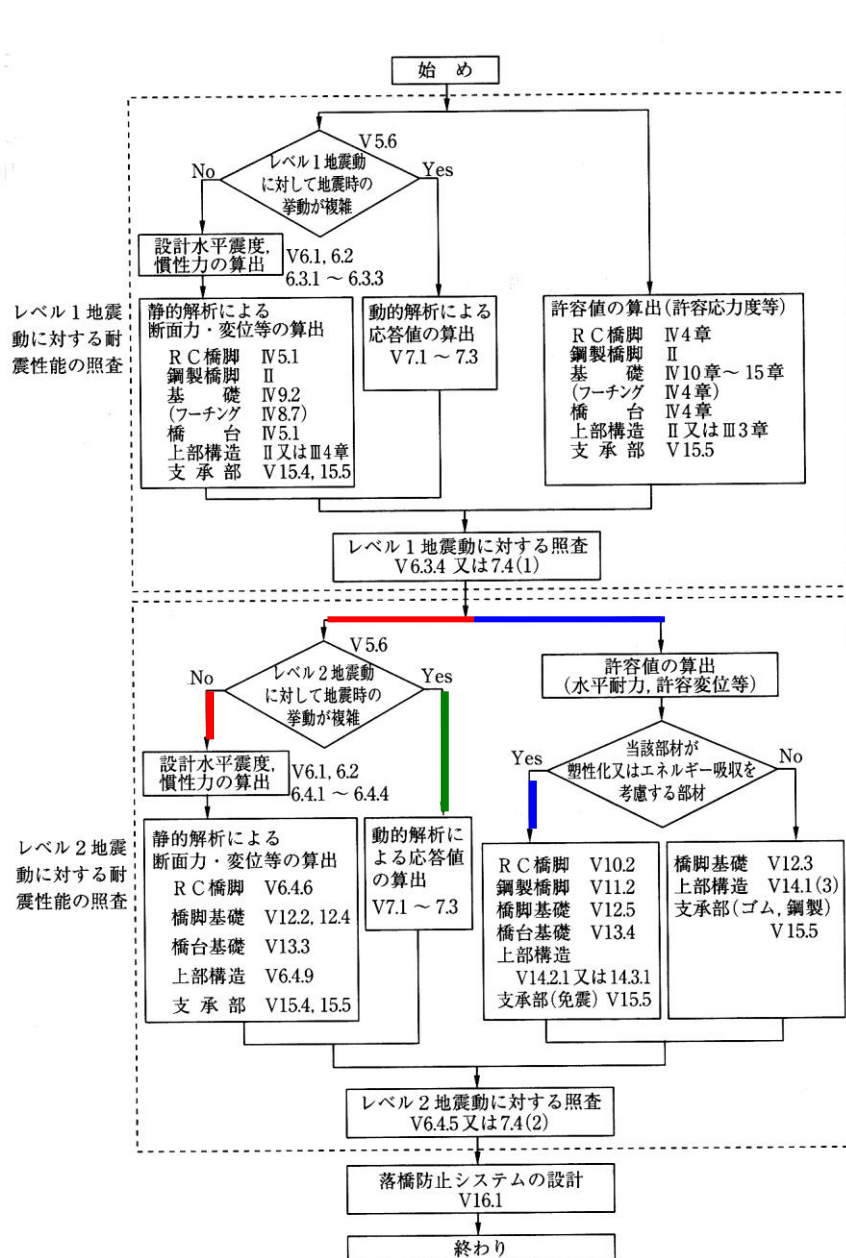 始 め
V 5.6
レベル1地震動
に対して地震時の
挙動が複雑
No
Yes
設計水平震度,
慣性力の算出
V6.1, 6.2
6.3.1 ～ 6.3.3
レベル1地震
動に対する耐
震性能の照査
静的解析による
断面力・変位等の算出
RC橋脚 Ⅳ5.1
鋼製橋脚 Ⅱ
基 礎 Ⅳ9.2
(フーチング Ⅳ8.7)
橋 台 Ⅳ5.1
上部構造 Ⅱ又はⅢ4章
支 承 部 V15.4, 15.5
動的解析による
応答値の算出
V7.1 ～ 7.3
許容値の算出(許容応力度等)
RC橋脚 Ⅳ4章
鋼製橋脚 Ⅱ
基 礎 Ⅳ10章～ 15章
(フーチング Ⅳ4章)
橋 台 Ⅳ4章
上部構造 Ⅱ又はⅢ3章
支 承 部 V15.5
レベル1地震動に対する照査
V6.3.4 又は7.4(1)
V 5.6
レベル2地震動
に対して地震時の
挙動が複雑
No
Yes
設計水平震度,
慣性力の算出
V6.1, 6.2
6.4.1 ～ 6.4.4
レベル2地震
動に対する耐
震性能の照査
静的解析による
断面力・変位等の算出
RC橋脚 V6.4.6
橋脚基礎 V12.2, 12.4
橋台基礎 V13.3
上部構造 V6.4.9
支 承 部 V15.4, 15.5
動的解析に
よる応答値
の算出
V7.1 ～ 7.3
許容値の算出
(水平耐力, 許容変位等)
当該部材が
塑性化又はエネルギー吸収を
考慮する部材
Yes
No
RC橋脚 V10.2
鋼製橋脚 V11.2
橋脚基礎 V12.5
橋台基礎 V13.4
上部構造
V14.2.1 又は14.3.1
支承部(免震) V15.5
橋脚基礎 V12.3
上部構造 V14.1(3)
支承部(ゴム, 鋼製)
V 15.5
レベル2地震動に対する照査
V6.4.5又は7.4(2)
落橋防止システムの設計
V16.1
終わり